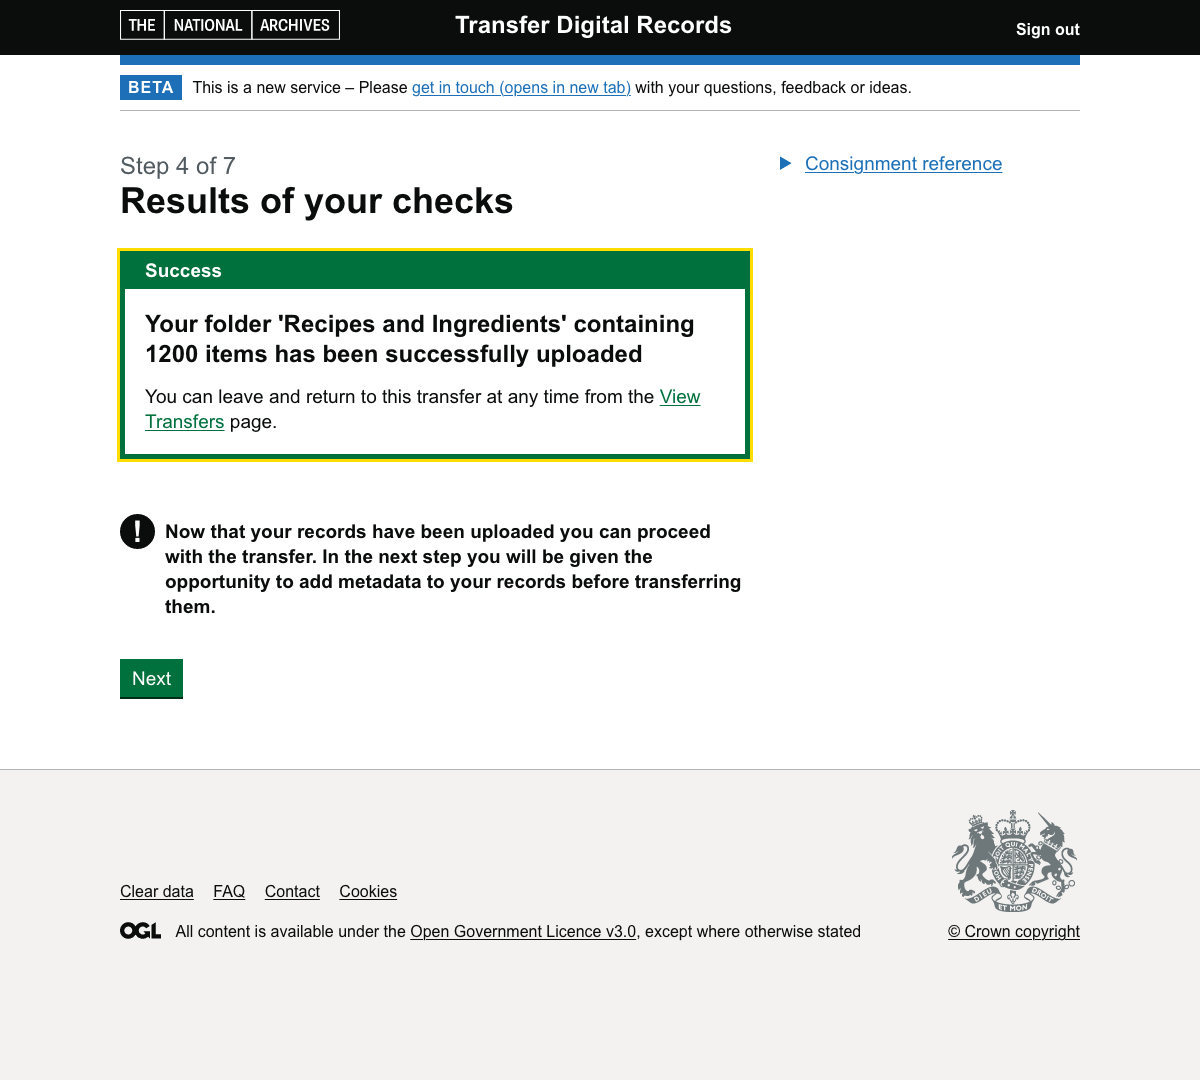 THE NATIONAL ARCHIVES
Transfer Digital Records
Sign out
BETA This is a new service – Please get in touch (opens in new tab) with your questions, feedback or ideas.
Step 4 of 7
Results of your checks
Consignment reference
Success
Your folder 'Recipes and Ingredients' containing
1200 items has been successfully uploaded
You can leave and return to this transfer at any time from the View
Transfers page.
! Now that your records have been uploaded you can proceed
with the transfer. In the next step you will be given the
opportunity to add metadata to your records before transferring
them.
Next
DIEU ET MON DROIT
Clear data FAQ Contact Cookies
OGL All content is available under the Open Government Licence v3.0, except where otherwise stated
© Crown copyright